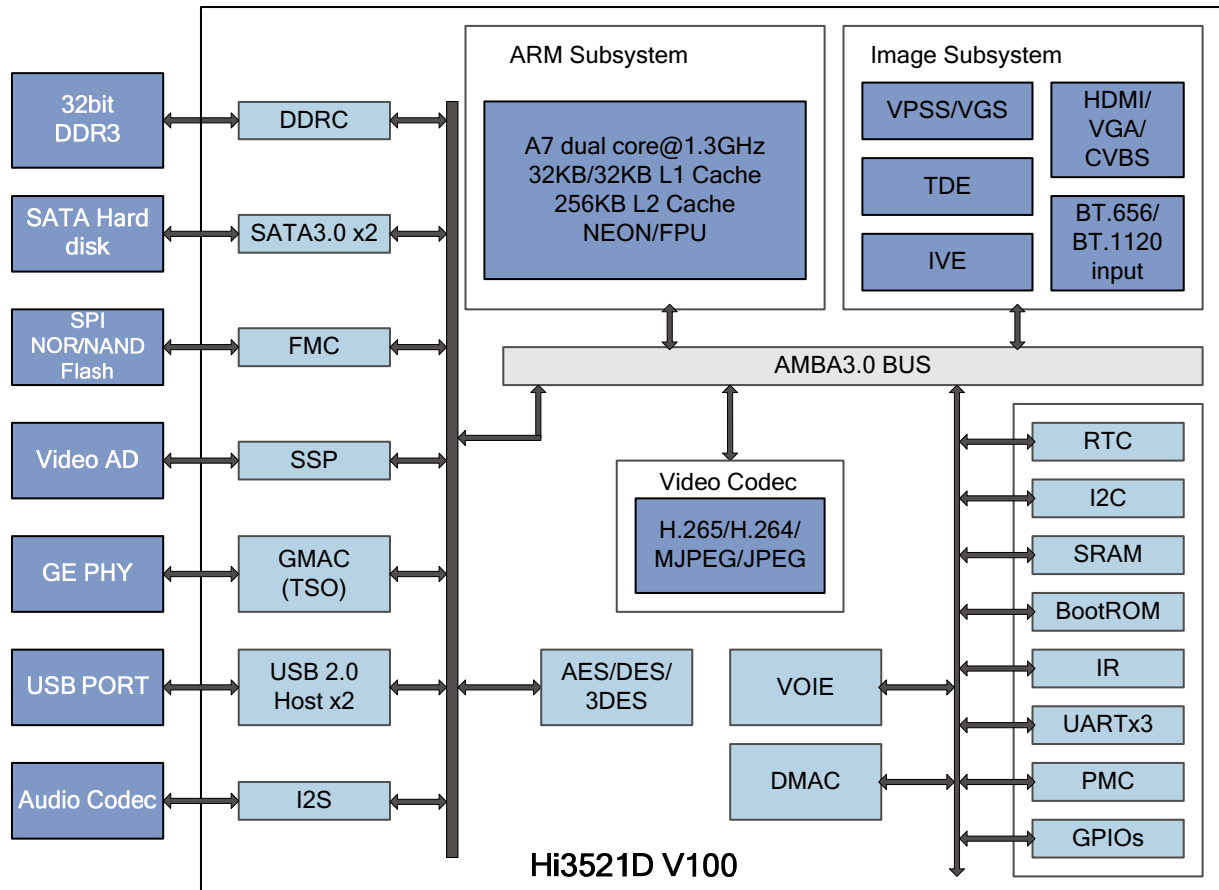 32bit
DDR3
SATA Hard
disk
SPI
NOR/NAND
Flash
Video AD
GE PHY
USB PORT
Audio Codec
DDRC
SATA3.0 x2
FMC
SSP
GMAC
(TSO)
USB 2.0
Host x2
I2S
ARM Subsystem
A7 dual core@1.3GHz
32KB/32KB L1 Cache
256KB L2 Cache
NEON/FPU
Image Subsystem
VPSS/VGS
TDE
IVE
HDMI/
VGA/
CVBS
BT.656/
BT.1120
input
AMBA3.0 BUS
Video Codec
H.265/H.264/
MJPEG/JPEG
AES/DES/
3DES
VOIE
DMAC
RTC
I2C
SRAM
BootROM
IR
UARTx3
PMC
GPIOs
Hi3521D V100